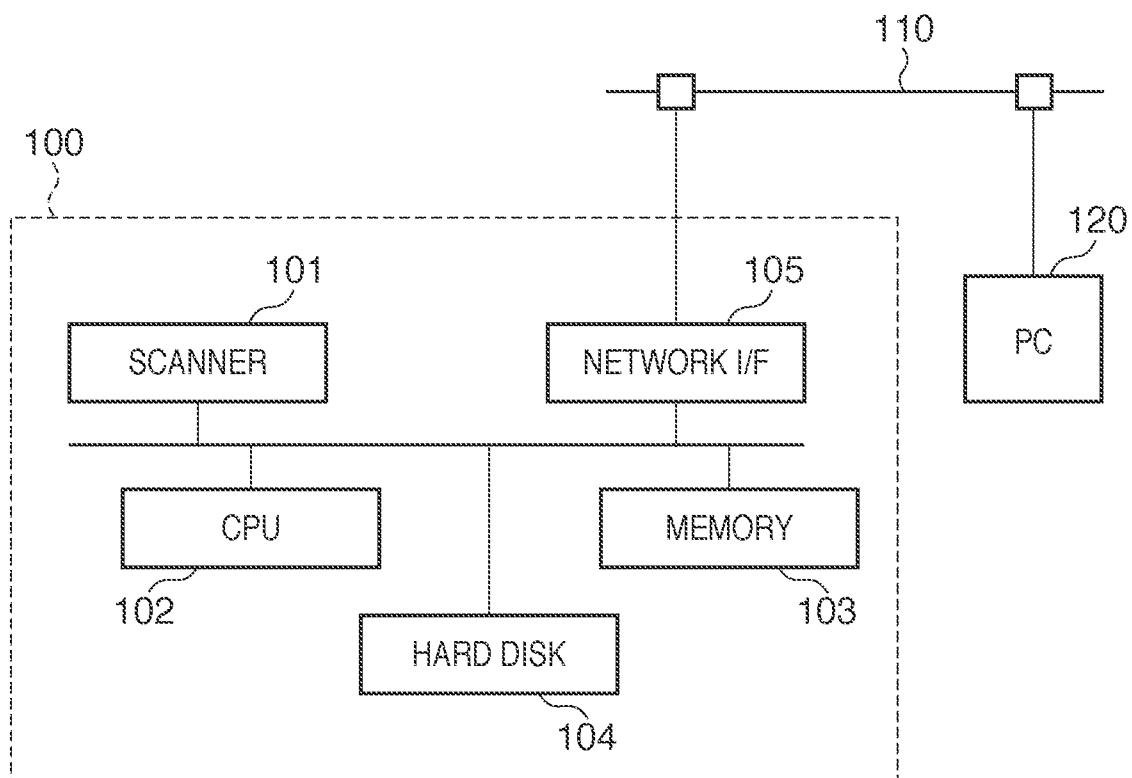 110
100
120
101
105
SCANNER
NETWORK I/F
PC
CPU
MEMORY
102
103
HARD DISK
104